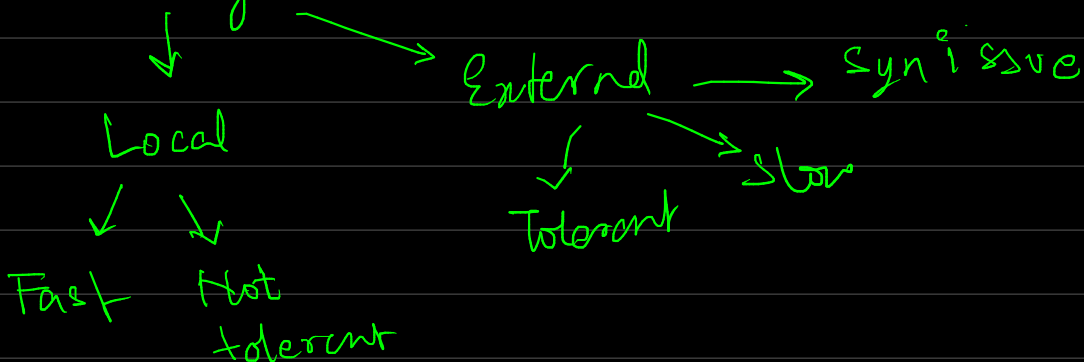 External
syn issue
Local
slow
Tolerant
Fast
Not
tolerant